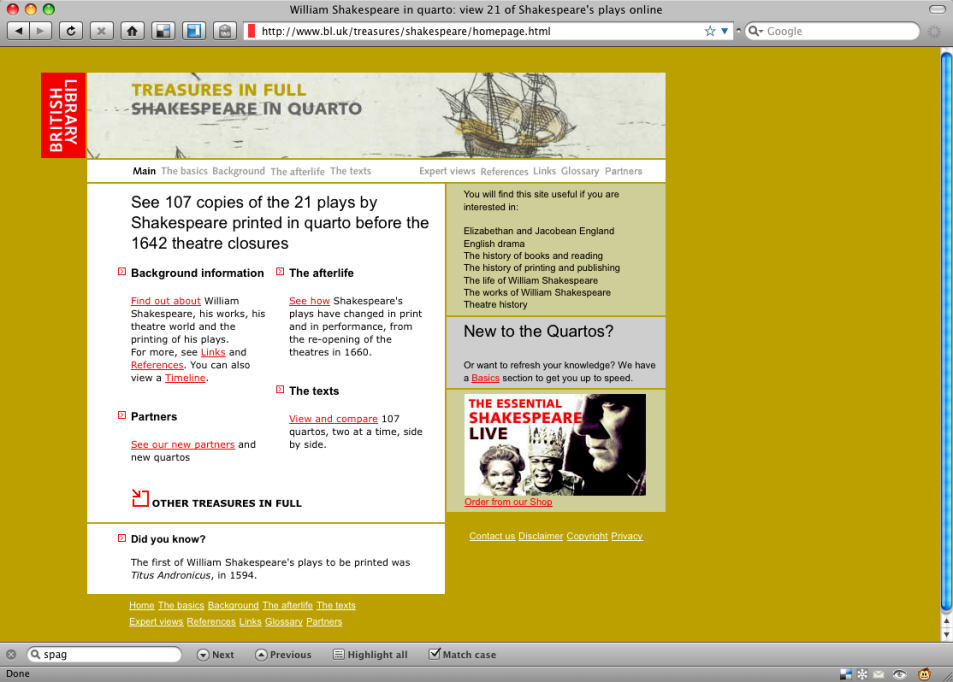 William Shakespeare in quarto: view 21 of Shakespeare's plays online
http://www.bl.uk/treasures/shakespeare/homepage.html
Google
BRITISH
LIBRARY
TREASURES IN FULL
SHAKESPEARE IN QUARTO
Main The basics Background The afterlife The texts Expert views References Links Glossary Partners
See 107 copies of the 21 plays by
Shakespeare printed in quarto before the
1642 theatre closures
Background information
Find out about William
Shakespeare, his works, his
theatre world and the
printing of his plays.
For more, see Links and
References. You can also
view a Timeline.
Partners
See our new partners and
new quartos
The afterlife
See how Shakespeare's
plays have changed in print
and in performance, from
the re-opening of the
theatres in 1660.
The texts
View and compare 107
quartos, two at a time, side
by side.
OTHER TREASURES IN FULL
Did you know?
The first of William Shakespeare's plays to be printed was
Titus Andronicus, in 1594.
You will find this site useful if you are
interested in:
Elizabethan and Jacobean England
English drama
The history of books and reading
The history of printing and publishing
The life of William Shakespeare
The works of William Shakespeare
Theatre history
New to the Quartos?
Or want to refresh your knowledge? We have
a Basics section to get you up to speed.
THE ESSENTIAL
SHAKESPEARE
LIVE
Order from our Shop
Contact us Disclaimer Copyright Privacy
Home The basics Background The afterlife The texts
Expert views References Links Glossary Partners
spag
Next
Previous
Highlight all
Match case
Done